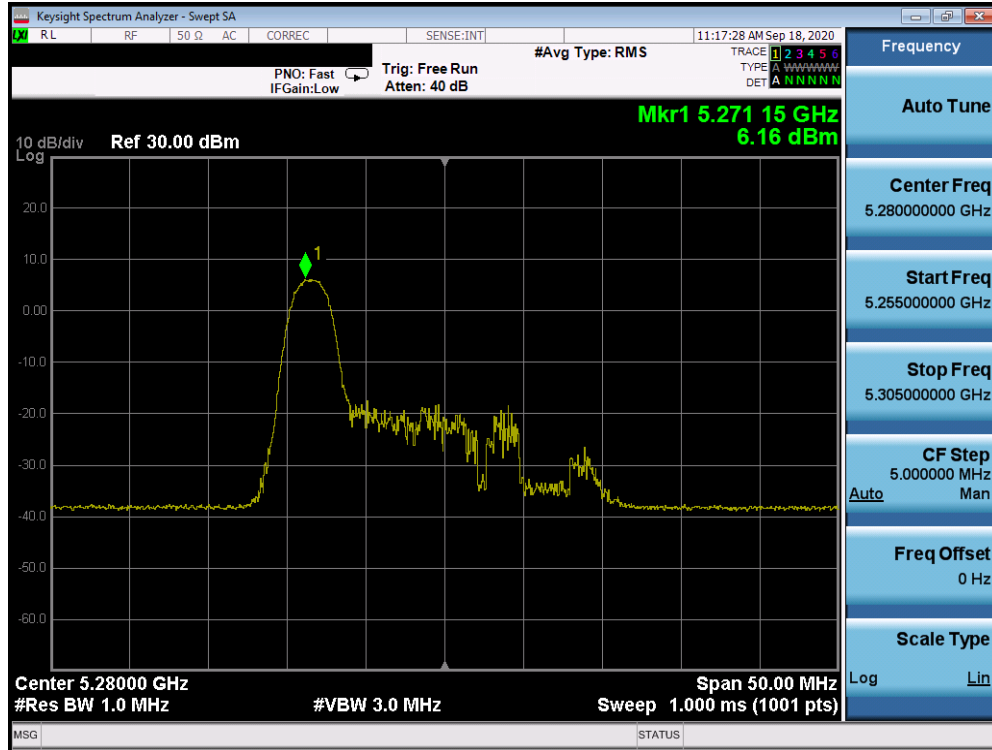 Keysight Spectrum Analyzer - Swept SA
LXI RL RF 50 Ω AC CORREC SENSE:INT 11:17:28 AM Sep 18, 2020
#Avg Type: RMS
TRACE 1 2 3 4 5 6
PNO: Fast Trig: Free Run
TYPE A WWWWW
IFGain:Low Atten: 40 dB
DET A N N N N N
Mkr1 5.271 15 GHz
6.16 dBm
10 dB/div Ref 30.00 dBm
Log
1
20.0
10.0
0.00
-10.0
-20.0
-30.0
-40.0
-50.0
-60.0
Center 5.28000 GHz Span 50.00 MHz
#Res BW 1.0 MHz #VBW 3.0 MHz Sweep 1.000 ms (1001 pts)
MSG STATUS
Frequency
Auto Tune
Center Freq
5.280000000 GHz
Start Freq
5.255000000 GHz
Stop Freq
5.305000000 GHz
CF Step
5.000000 MHz
Auto Man
Freq Offset
0 Hz
Scale Type
Log Lin